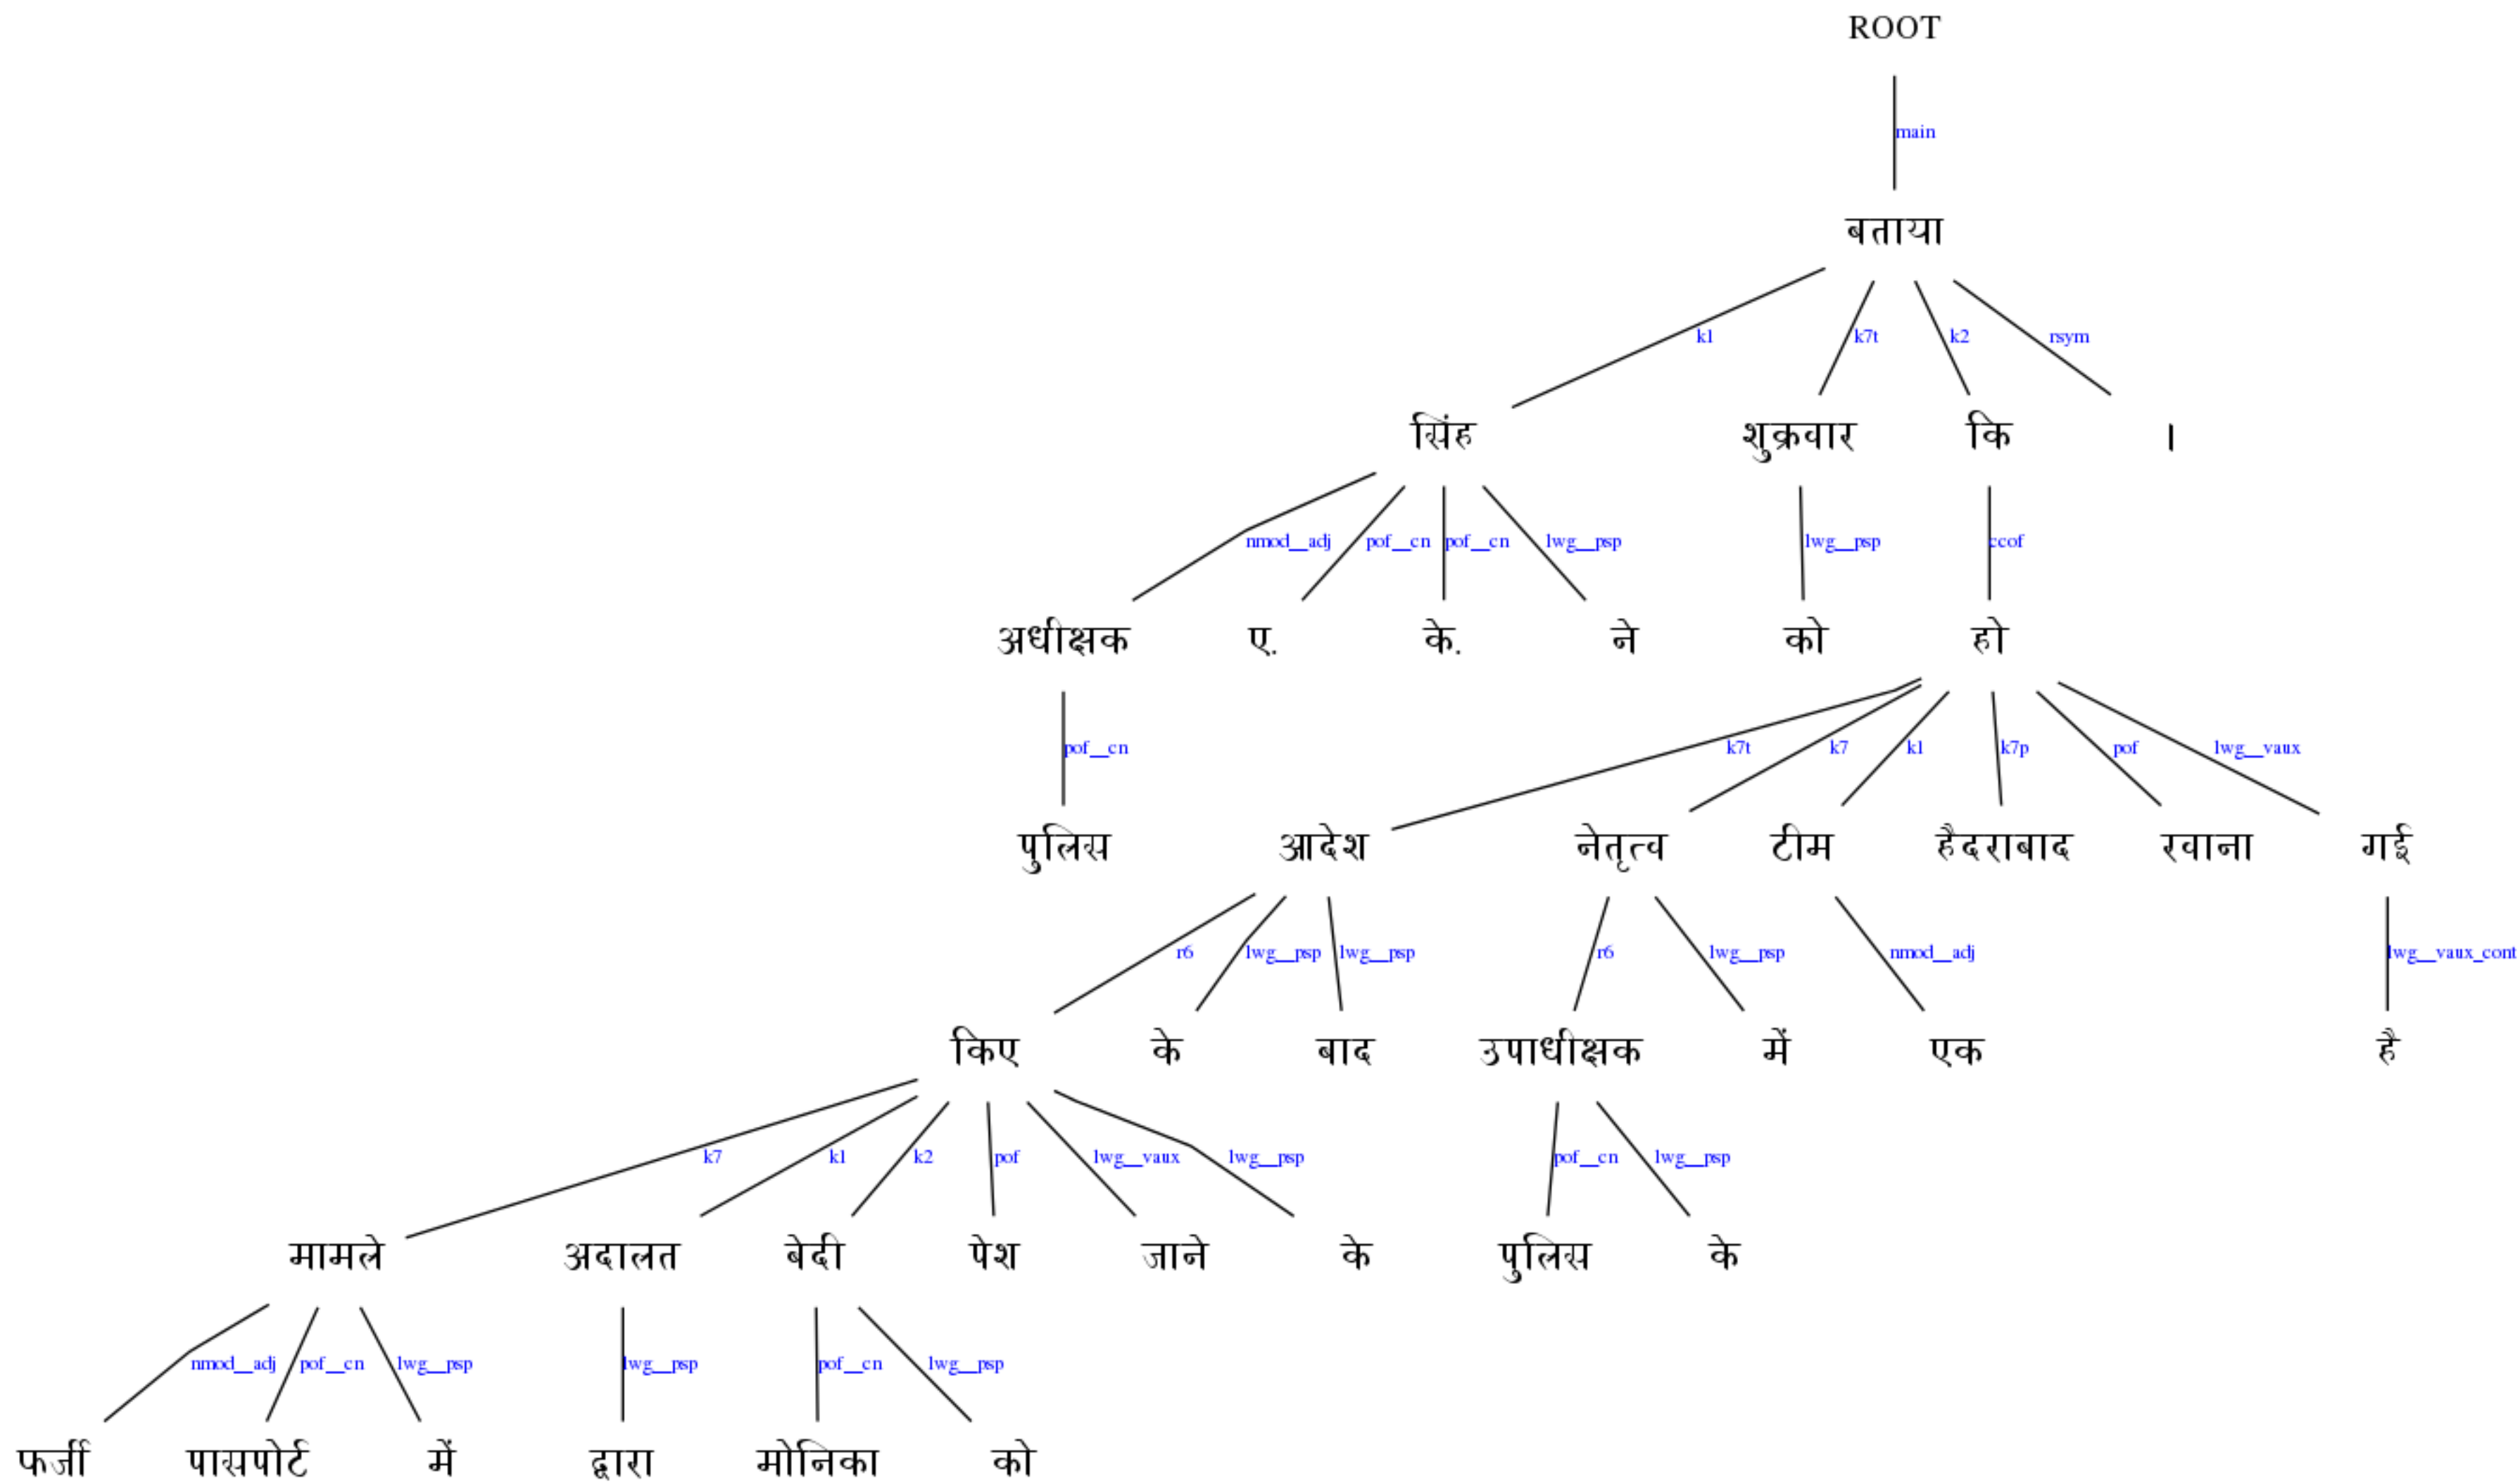 ROOT
main
बताया
k1 k7t k2 rsym
सिंह शुक्रवार कि ।
nmod__adj pof__cn pof__cn lwg__psp lwg__psp ccof
अधीक्षक ए. के. ने को हो
pof__cn k7t k7 k1 k7p pof lwg__vaux
पुलिस आदेश नेतृत्व टीम हैदराबाद रवाना गई
r6 lwg__psp lwg__psp r6 lwg__psp nmod__adj lwg__vaux_cont
किए के बाद उपाधीक्षक में एक है
k7 k1 k2 pof lwg__vaux lwg__psp pof__cn lwg__psp
मामले अदालत बेदी पेश जाने के पुलिस के
nmod__adj pof__cn lwg__psp lwg__psp pof__cn lwg__psp
फर्जी पासपोर्ट में द्वारा मोनिका को